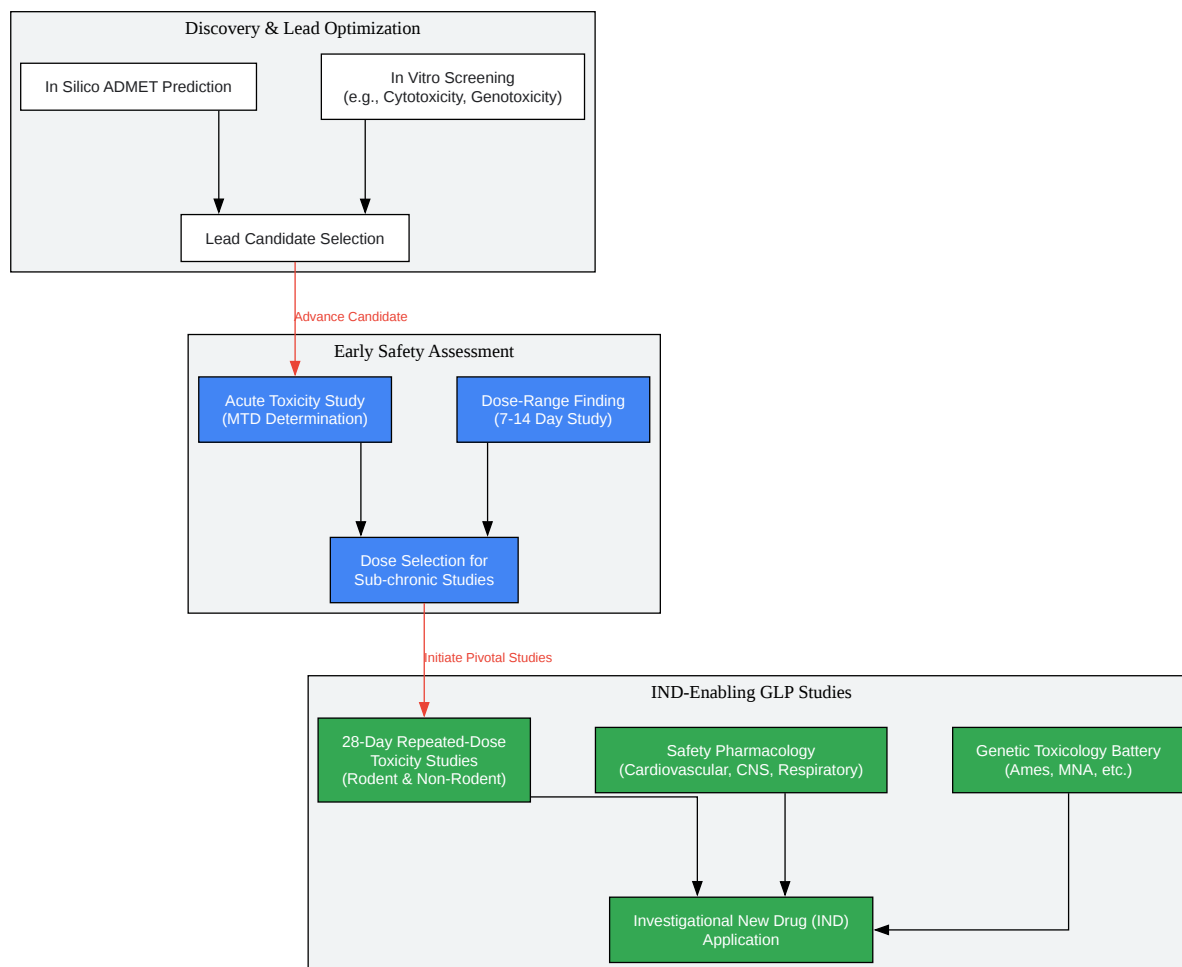 Discovery & Lead Optimization
In Silico ADMET Prediction
In Vitro Screening
(e.g., Cytotoxicity, Genotoxicity)
Lead Candidate Selection
Advance Candidate
Early Safety Assessment
Acute Toxicity Study
(MTD Determination)
Dose-Range Finding
(7-14 Day Study)
Dose Selection for
Sub-chronic Studies
Initiate Pivotal Studies
IND-Enabling GLP Studies
28-Day Repeated-Dose
Toxicity Studies
(Rodent & Non-Rodent)
Safety Pharmacology
(Cardiovascular, CNS, Respiratory)
Genetic Toxicology Battery
(Ames, MNA, etc.)
Investigational New Drug (IND)
Application